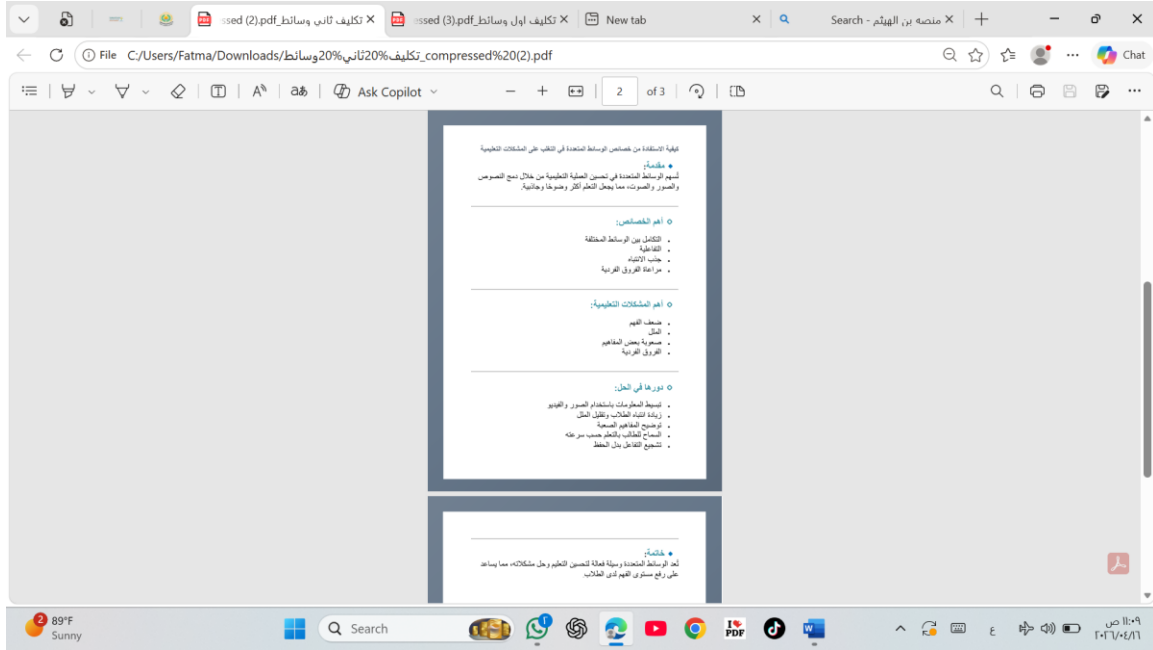 تكليف ثاني وسائط_ssed (2).pdf
تكليف اول وسائط_essed (3).pdf
New tab
Search - منصه بن الهيثم
File C:/Users/Fatma/Downloads/تكليف%20ثاني%20وسائط_compressed%20(2).pdf
Chat
Ask Copilot
2 of 3
كيفية الاستفادة من خصائص الوسائط المتعددة في التغلب على المشكلات التعليمية
مقدمة:
تُسهم الوسائط المتعددة في تحسين العملية التعليمية من خلال دمج النصوص
والصور والصوت، مما يجعل التعلم أكثر وضوحًا وجاذبية.
أهم الخصائص:
التكامل بين الوسائط المختلفة
التفاعلية
جذب الانتباه
مراعاة الفروق الفردية
أهم المشكلات التعليمية:
ضعف الفهم
الملل
صعوبة بعض المفاهيم
الفروق الفردية
دورها في الحل:
تبسيط المعلومات باستخدام الصور والفيديو
زيادة انتباه الطلاب وتقليل الملل
توضيح المفاهيم الصعبة
السماح للطالب بالتعلم حسب سرعته
تشجيع التفاعل بدل الحفظ
خاتمة:
تُعد الوسائط المتعددة وسيلة فعالة لتحسين التعليم وحل مشكلاته، مما يساعد
على رفع مستوى الفهم لدى الطلاب.
2
89°F
Sunny
Search
I PDF
ع
١١:٠٩ ص
٢٠٢٦/٠٤/١٦